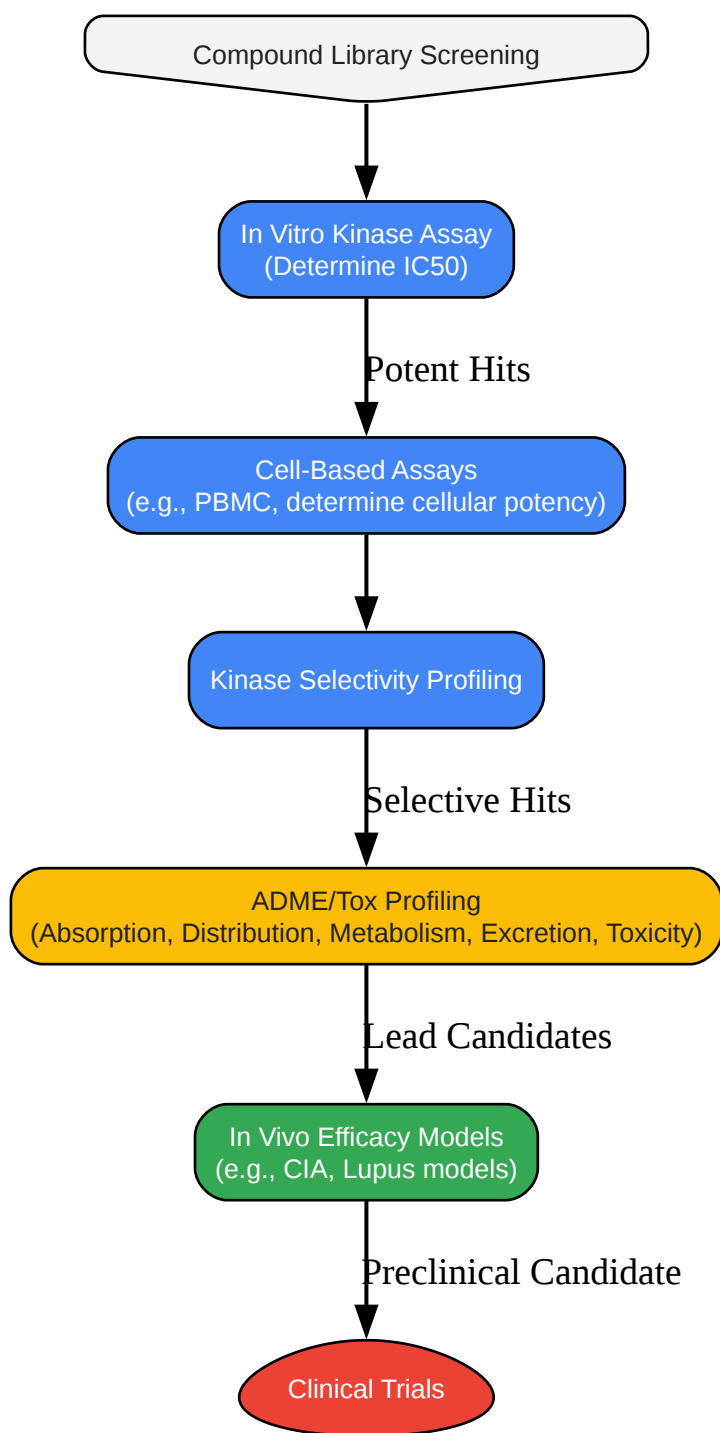 Compound Library Screening
In Vitro Kinase Assay
(Determine IC50)
Potent Hits
Cell-Based Assays
(e.g., PBMC, determine cellular potency)
Kinase Selectivity Profiling
Selective Hits
ADME/Tox Profiling
(Absorption, Distribution, Metabolism, Excretion, Toxicity)
Lead Candidates
In Vivo Efficacy Models
(e.g., CIA, Lupus models)
Preclinical Candidate
Clinical Trials